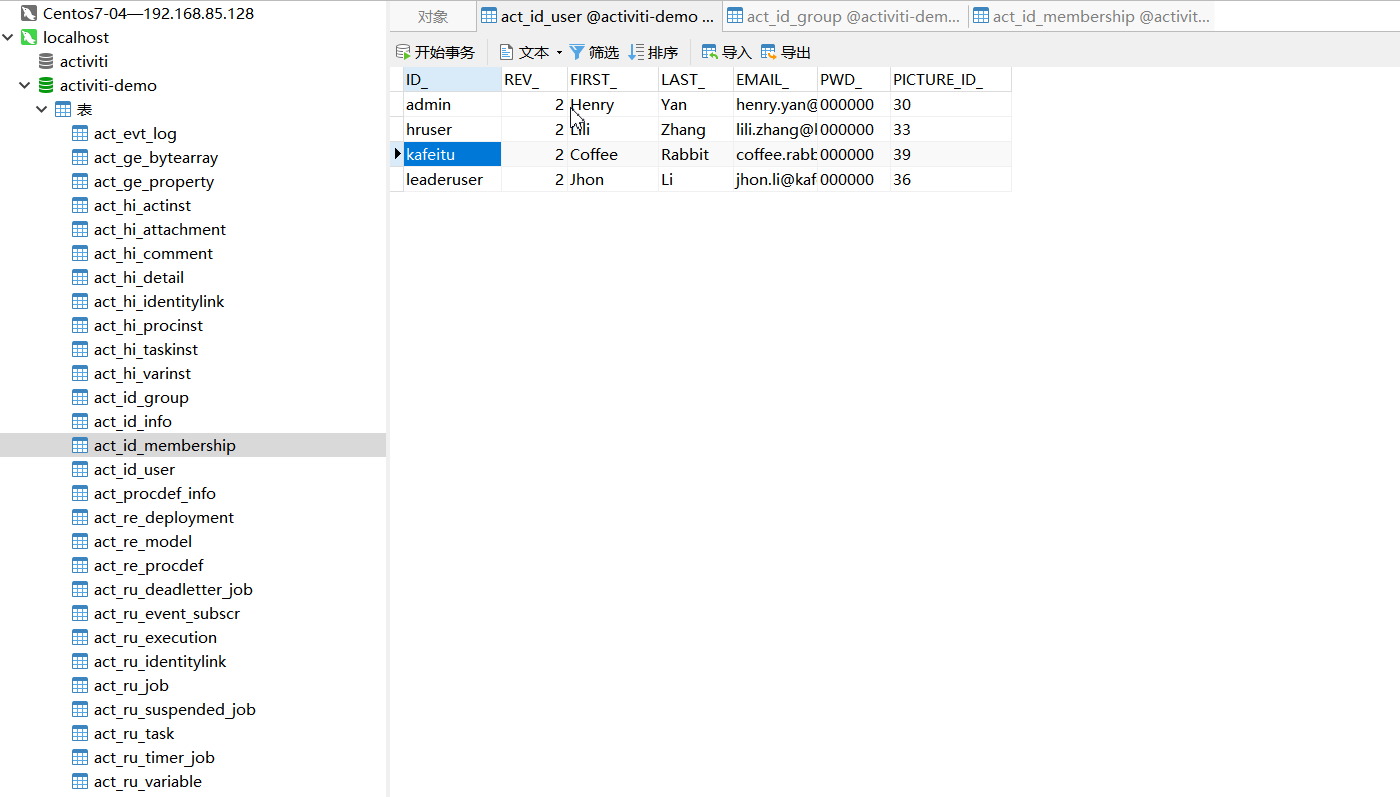 Centos7-04—192.168.85.128
localhost
activiti
activiti-demo
表
act_evt_log
act_ge_bytearray
act_ge_property
act_hi_actinst
act_hi_attachment
act_hi_comment
act_hi_detail
act_hi_identitylink
act_hi_procinst
act_hi_taskinst
act_hi_varinst
act_id_group
act_id_info
act_id_membership
act_id_user
act_procdef_info
act_re_deployment
act_re_model
act_re_procdef
act_ru_deadletter_job
act_ru_event_subscr
act_ru_execution
act_ru_identitylink
act_ru_job
act_ru_suspended_job
act_ru_task
act_ru_timer_job
act_ru_variable
对象 act_id_user @activiti-demo ... act_id_group @activiti-dem... act_id_membership @activit...
开始事务 文本 筛选 排序 导入 导出
ID_ REV_ FIRST_ LAST_ EMAIL_ PWD_ PICTURE_ID_
admin 2 Henry Yan henry.yan@ 000000 30
hruser 2 Lili Zhang lili.zhang@l 000000 33
kafeitu 2 Coffee Rabbit coffee.rabb 000000 39
leaderuser 2 Jhon Li jhon.li@kaf 000000 36